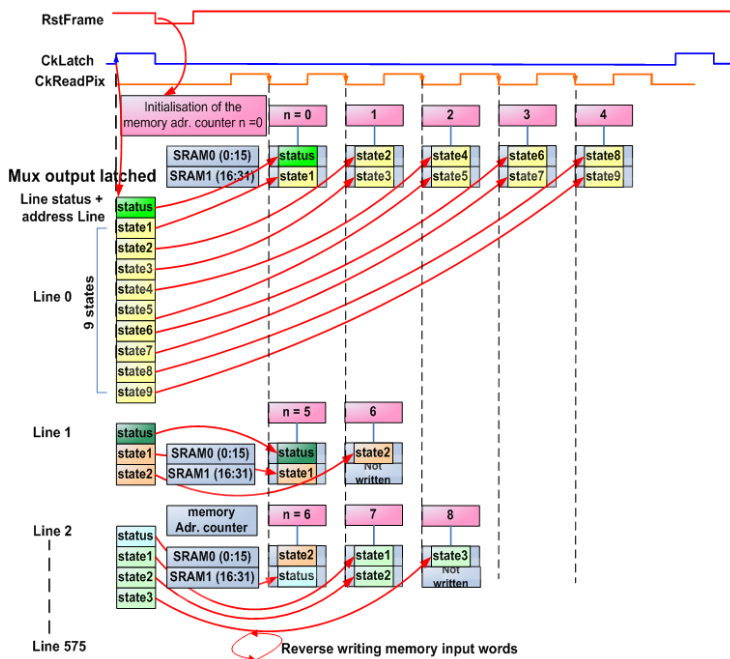 RstFrame
CkLatch
CkReadPix
Initialisation of the
memory adr. counter n =0
n = 0
1
2
3
4
SRAM0 (0:15)
SRAM1 (16:31)
status
state1
state2
state3
state4
state5
state6
state7
state8
state9
Mux output latched
Line status +
address Line
status
state1
state2
state3
state4
state5
state6
state7
state8
state9
9 states
Line 0
n = 5
6
Line 1
status
state1
state2
SRAM0 (0:15)
SRAM1 (16:31)
status
state1
state2
Not
written
memory
Adr. counter
n = 6
7
8
Line 2
status
state1
state2
state3
SRAM0 (0:15)
SRAM1 (16:31)
state2
status
state1
state2
state3
Not
written
Line 575
Reverse writing memory input words